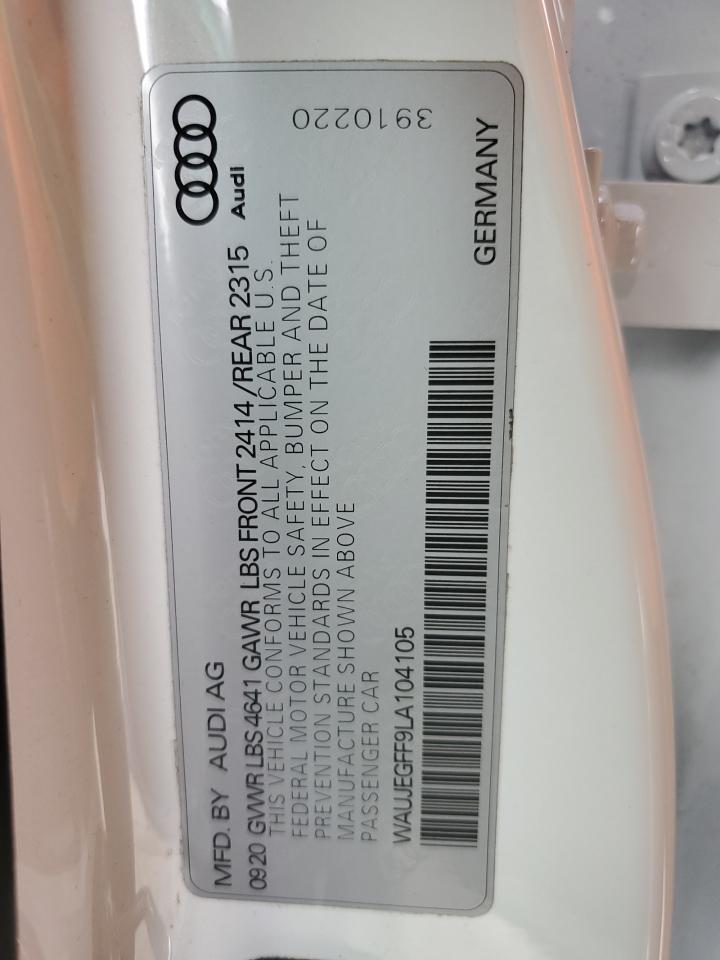 MFD. BY AUDI AG
Audi
0920 GVWR LBS 4641 GAWR LBS FRONT 2414 / REAR 2315
THIS VEHICLE CONFORMS TO ALL APPLICABLE U.S.
FEDERAL MOTOR VEHICLE SAFETY, BUMPER AND THEFT
PREVENTION STANDARDS IN EFFECT ON THE DATE OF
MANUFACTURE SHOWN ABOVE
PASSENGER CAR
3910220
WAUJEGFF9LA104105
GERMANY